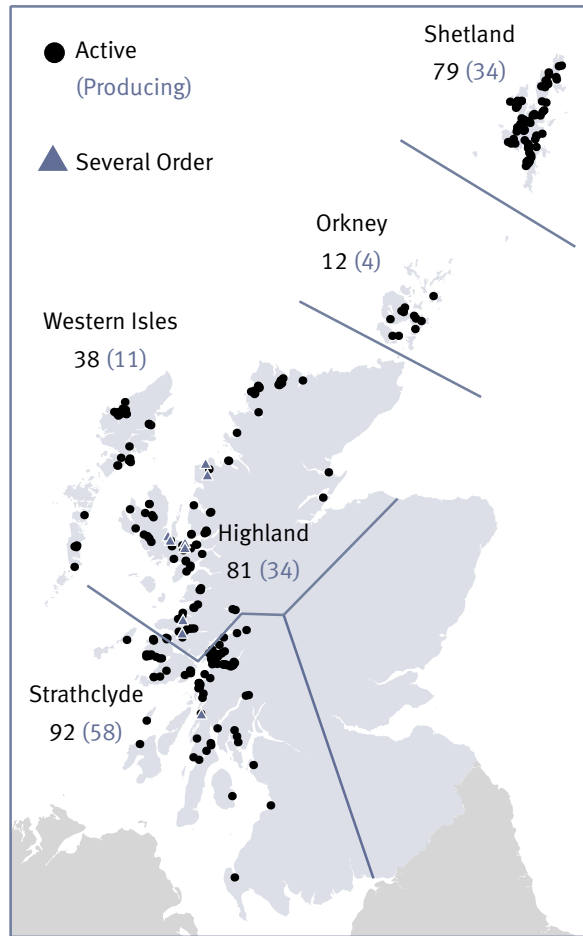 Active
(Producing)
Several Order
Shetland
79 (34)
Orkney
12 (4)
Western Isles
38 (11)
Highland
81 (34)
Strathclyde
92 (58)